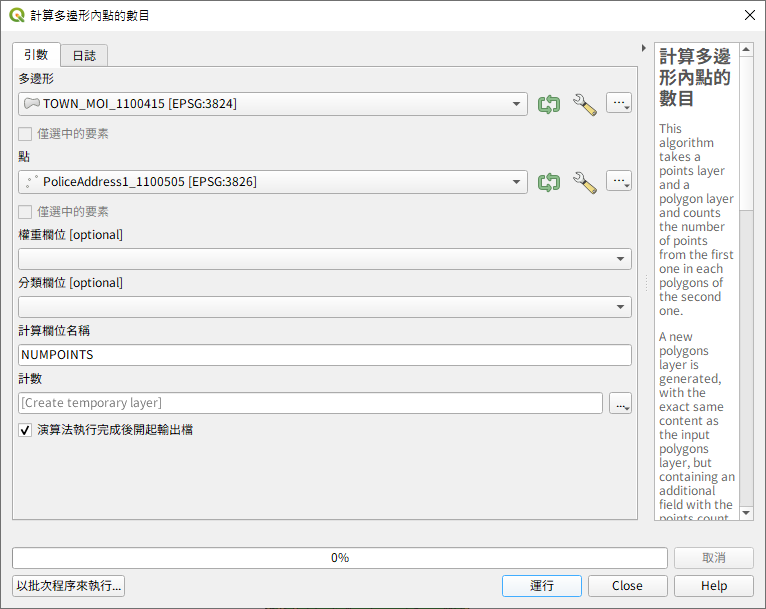 計算多邊形內點的數目
引數
日誌
多邊形
TOWN_MOI_1100415 [EPSG:3824]
...
僅選中的要素
點
PoliceAddress1_1100505 [EPSG:3826]
...
僅選中的要素
權重欄位 [optional]
分類欄位 [optional]
計算欄位名稱
NUMPOINTS
計數
[Create temporary layer]
...
演算法執行完成後開起輸出檔
計算多邊
形內點的
數目
This
algorithm
takes a
points layer
and a
polygon layer
and counts
the number
of points
from the first
one in each
polygons of
the second
one.
A new
polygons
layer is
generated,
with the
exact same
content as
the input
polygons
layer, but
containing an
additional
field with the
points count
0%
取消
以批次程序來執行...
運行
Close
Help